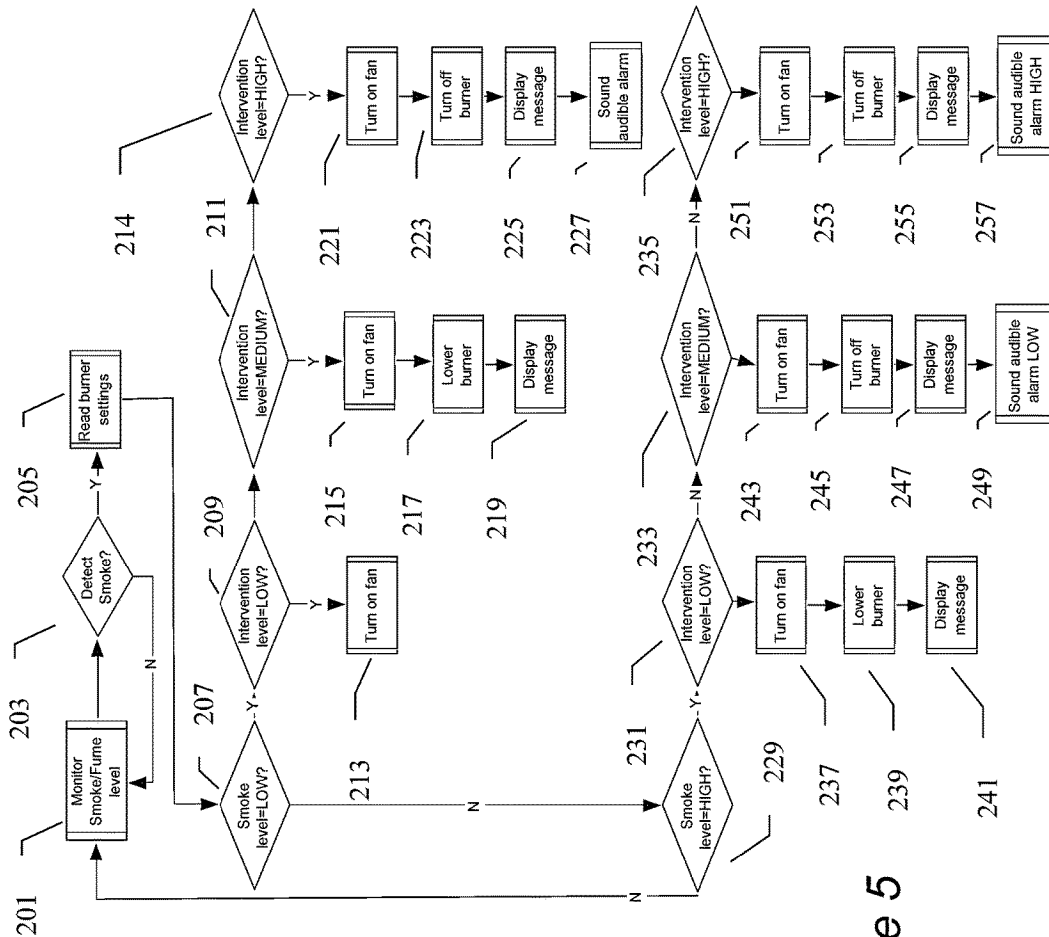 201
Monitor
Smoke/Fume
level
203
Detect
Smoke?
Y
N
205
Read burner
settings
207
Smoke
level=LOW?
Y
N
209
Intervention
level=LOW?
Y
213
Turn on fan
211
Intervention
level=MEDIUM?
Y
215
Turn on fan
217
Lower
burner
219
Display
message
214
Intervention
level=HIGH?
Y
221
Turn on fan
223
Turn off
burner
225
Display
message
227
Sound
audible alarm
229
Smoke
level=HIGH?
Y
N
231
Intervention
level=LOW?
N
237
Turn on fan
239
Lower
burner
241
Display
message
233
Intervention
level=MEDIUM?
N
243
Turn on fan
245
Turn off
burner
247
Display
message
249
Sound audible
alarm LOW
235
Intervention
level=HIGH?
251
Turn on fan
253
Turn off
burner
255
Display
message
257
Sound audible
alarm HIGH
e 5